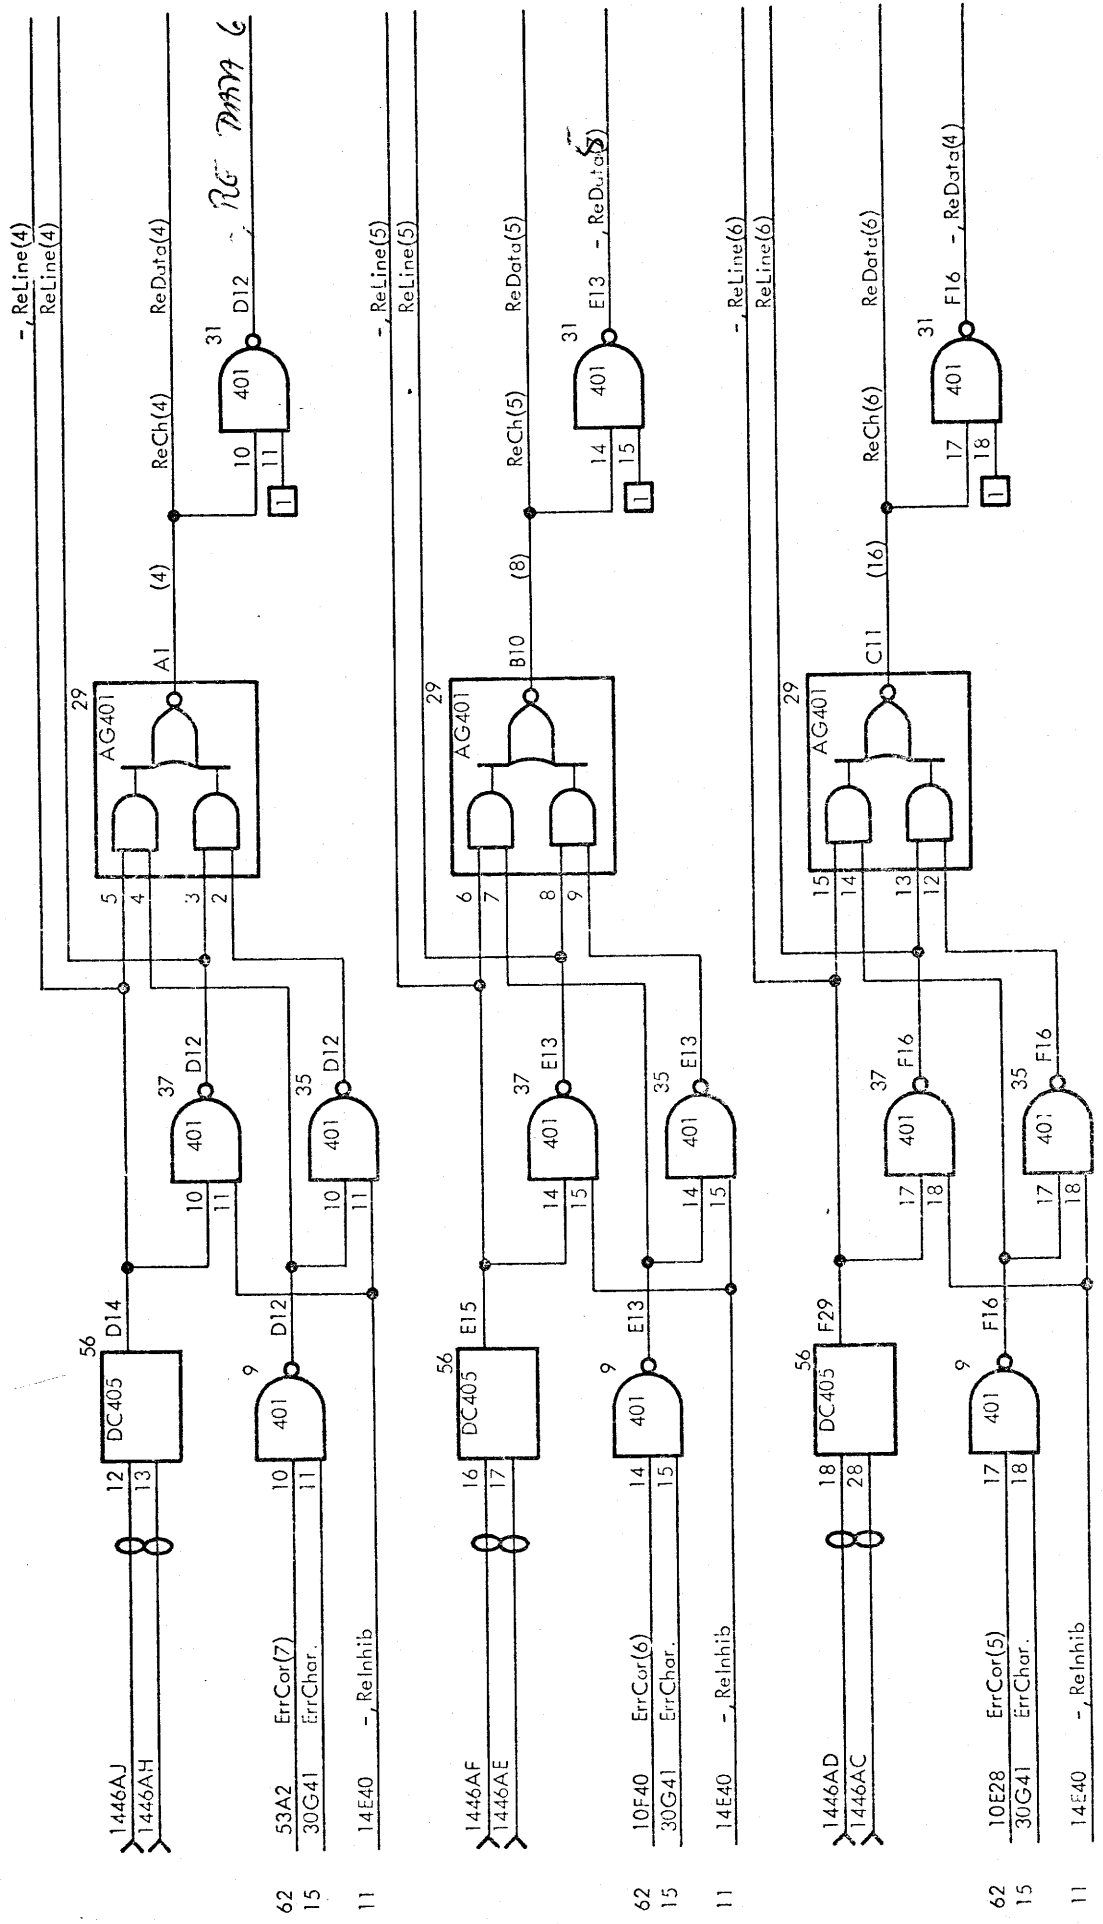 -,ReLine(4)
ReLine(4)
ReCh(4) ReData(4)
(4)
A1
29
AG401
5
4
3
2
31
401
10
11
1
D12
RE DATA 6
37
401
10
11
D12
35
401
10
11
D12
56
DC405
12
13
D14
9
401
10
11
D12
1446AJ
1446AH
62 53A2 ErrCor(7)
15 30G41 ErrChar.
11 14E40 -,ReInhib
-,ReLine(5)
ReLine(5)
ReCh(5) ReData(5)
(8)
B10
29
AG401
6
7
8
9
31
401
14
15
1
E13 -,ReData( 5
37
401
14
15
E13
35
401
14
15
E13
56
DC405
16
17
E15
9
401
14
15
E13
1446AF
1446AE
62 10F40 ErrCor(6)
15 30G41 ErrChar.
11 14E40 -,ReInhib
-,ReLine(6)
ReLine(6)
ReCh(6) ReData(6)
(16)
C11
29
AG401
15
14
13
12
31
401
17
18
1
F16 -,ReData(4)
37
401
17
18
F16
35
401
17
18
F16
56
DC405
18
28
F29
9
401
17
18
F16
1446AD
1446AC
62 10E28 ErrCor(5)
15 30G41 ErrChar.
11 14E40 -,ReInhib